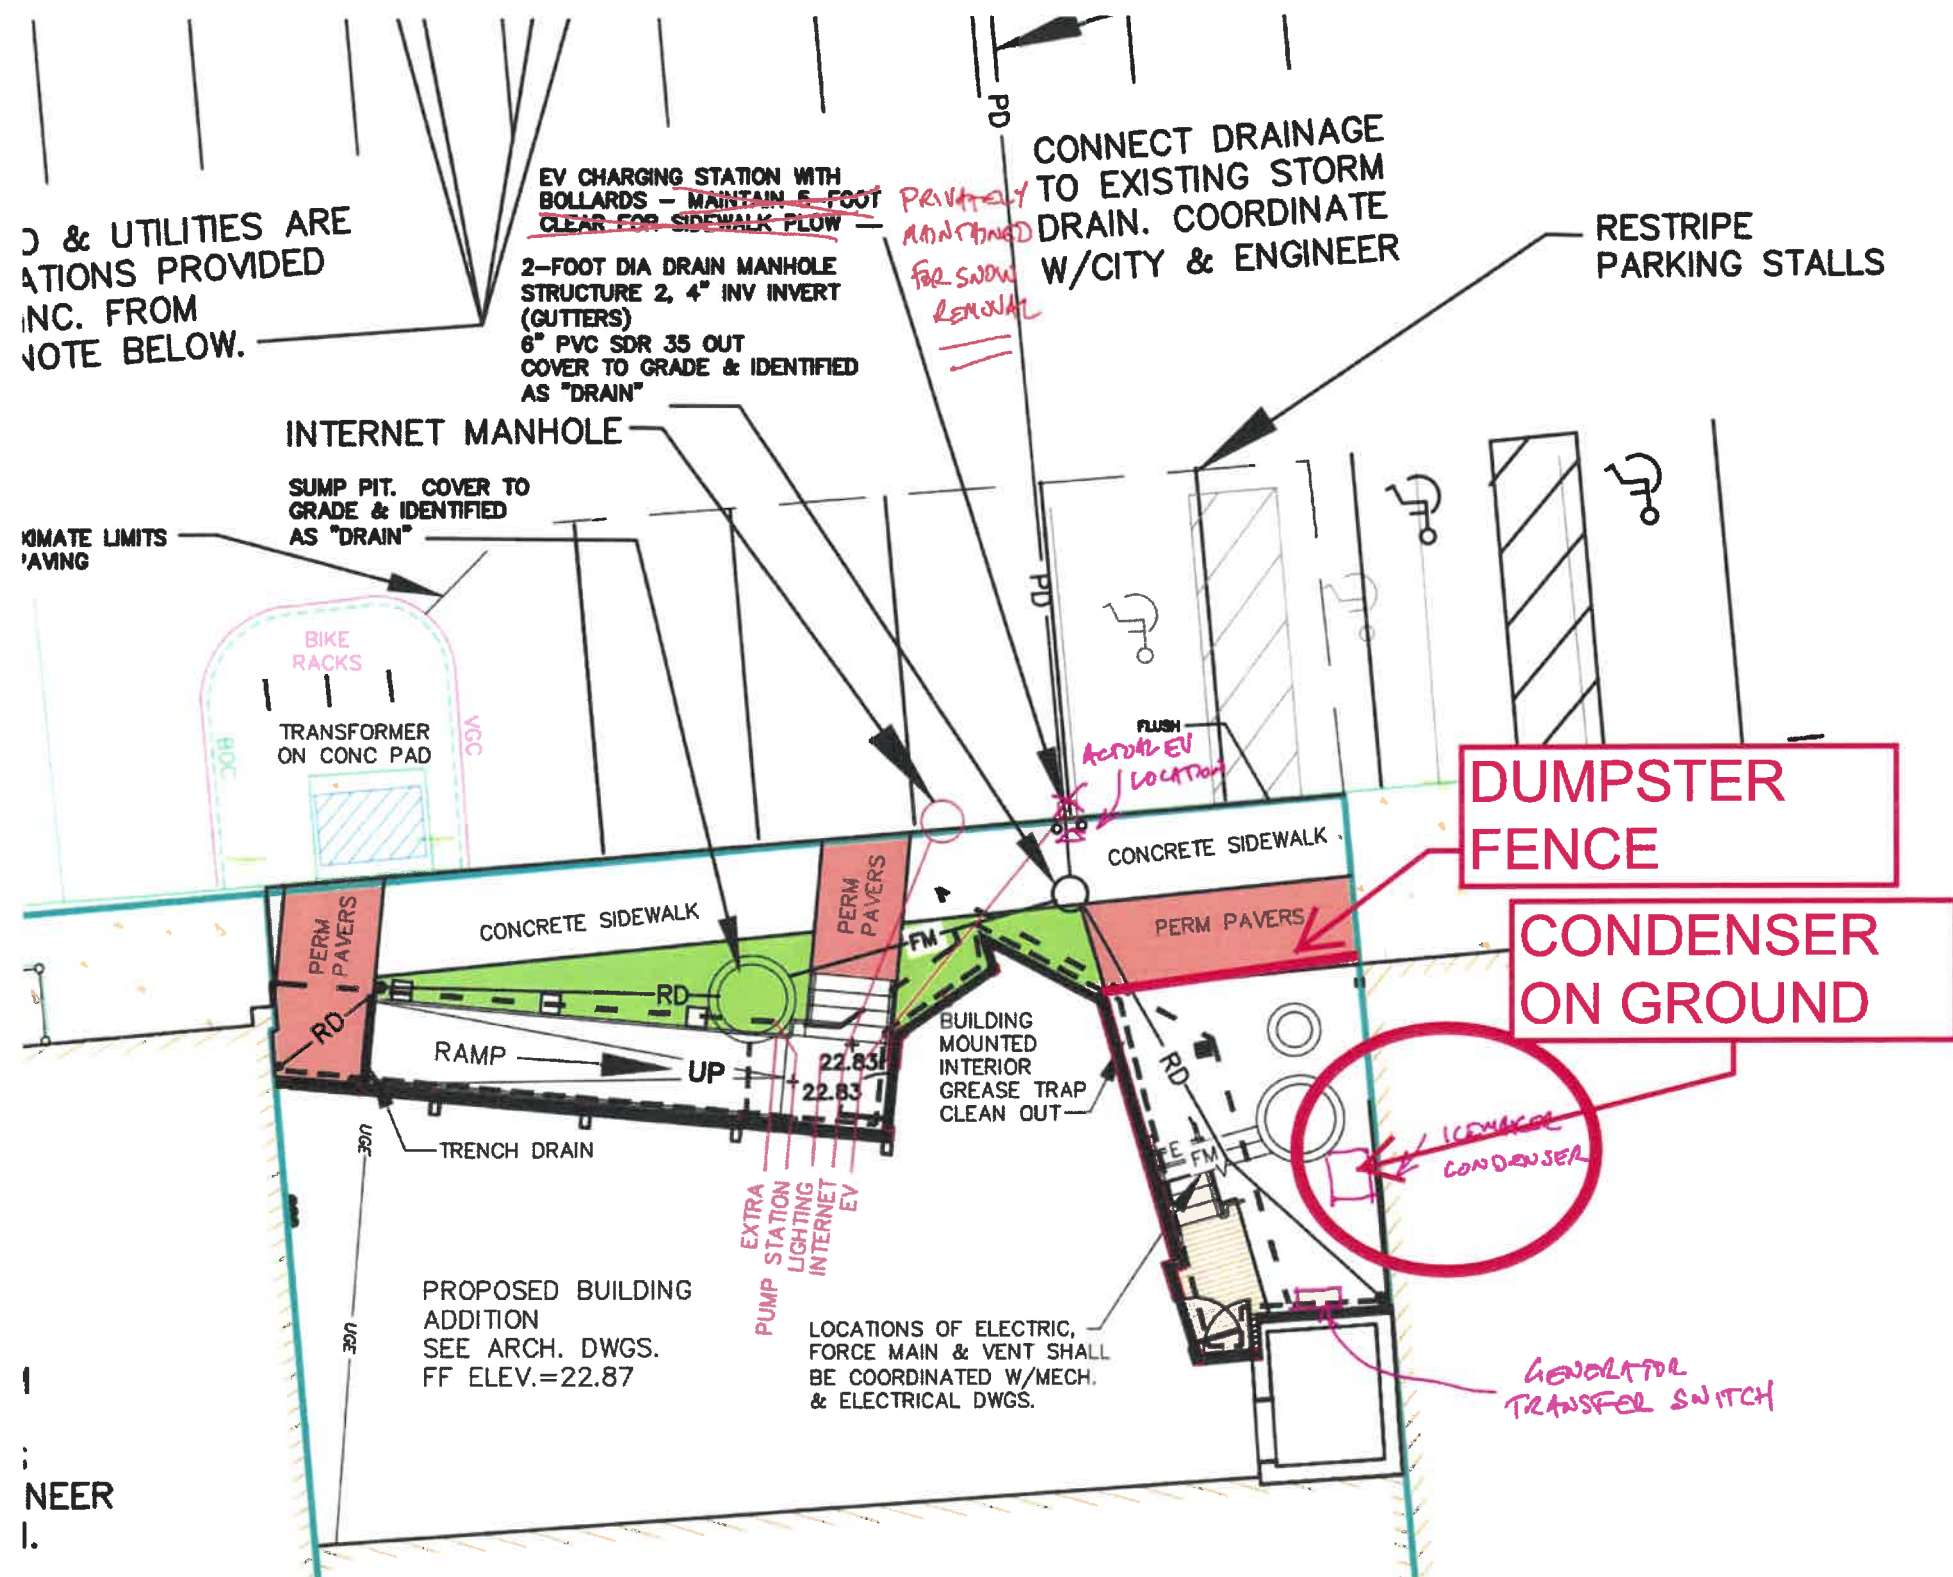 & UTILITIES ARE
ATIONS PROVIDED
INC. FROM
NOTE BELOW.
EV CHARGING STATION WITH
BOLLARDS – MAINTAIN 5 FOOT
CLEAR FOR SIDEWALK PLOW
PRIVATELY
MAINTAINED
FOR SNOW
REMOVAL
2-FOOT DIA DRAIN MANHOLE
STRUCTURE 2, 4" INV INVERT
(GUTTERS)
6" PVC SDR 35 OUT
COVER TO GRADE & IDENTIFIED
AS "DRAIN"
PD
CONNECT DRAINAGE
TO EXISTING STORM
DRAIN. COORDINATE
W/CITY & ENGINEER
RESTRIPE
PARKING STALLS
INTERNET MANHOLE
SUMP PIT. COVER TO
GRADE & IDENTIFIED
AS "DRAIN"
XIMATE LIMITS
PAVING
PD
BIKE
RACKS
TRANSFORMER
ON CONC PAD
BOC
VGC
FLUSH
ACTUAL EV
LOCATION
DUMPSTER
FENCE
CONCRETE SIDEWALK
CONDENSER
ON GROUND
PERM
PAVERS
CONCRETE SIDEWALK
PERM
PAVERS
PERM PAVERS
FM
RD
RD
RAMP
UP
22.83
22.83
BUILDING
MOUNTED
INTERIOR
GREASE TRAP
CLEAN OUT
RD
E
FM
ICEMAKER
CONDENSER
TRENCH DRAIN
UGE
UGE
EXTRA
PUMP STATION
LIGHTING
INTERNET
EV
PROPOSED BUILDING
ADDITION
SEE ARCH. DWGS.
FF ELEV.=22.87
LOCATIONS OF ELECTRIC,
FORCE MAIN & VENT SHALL
BE COORDINATED W/MECH.
& ELECTRICAL DWGS.
GENERATOR
TRANSFER SWITCH
NEER